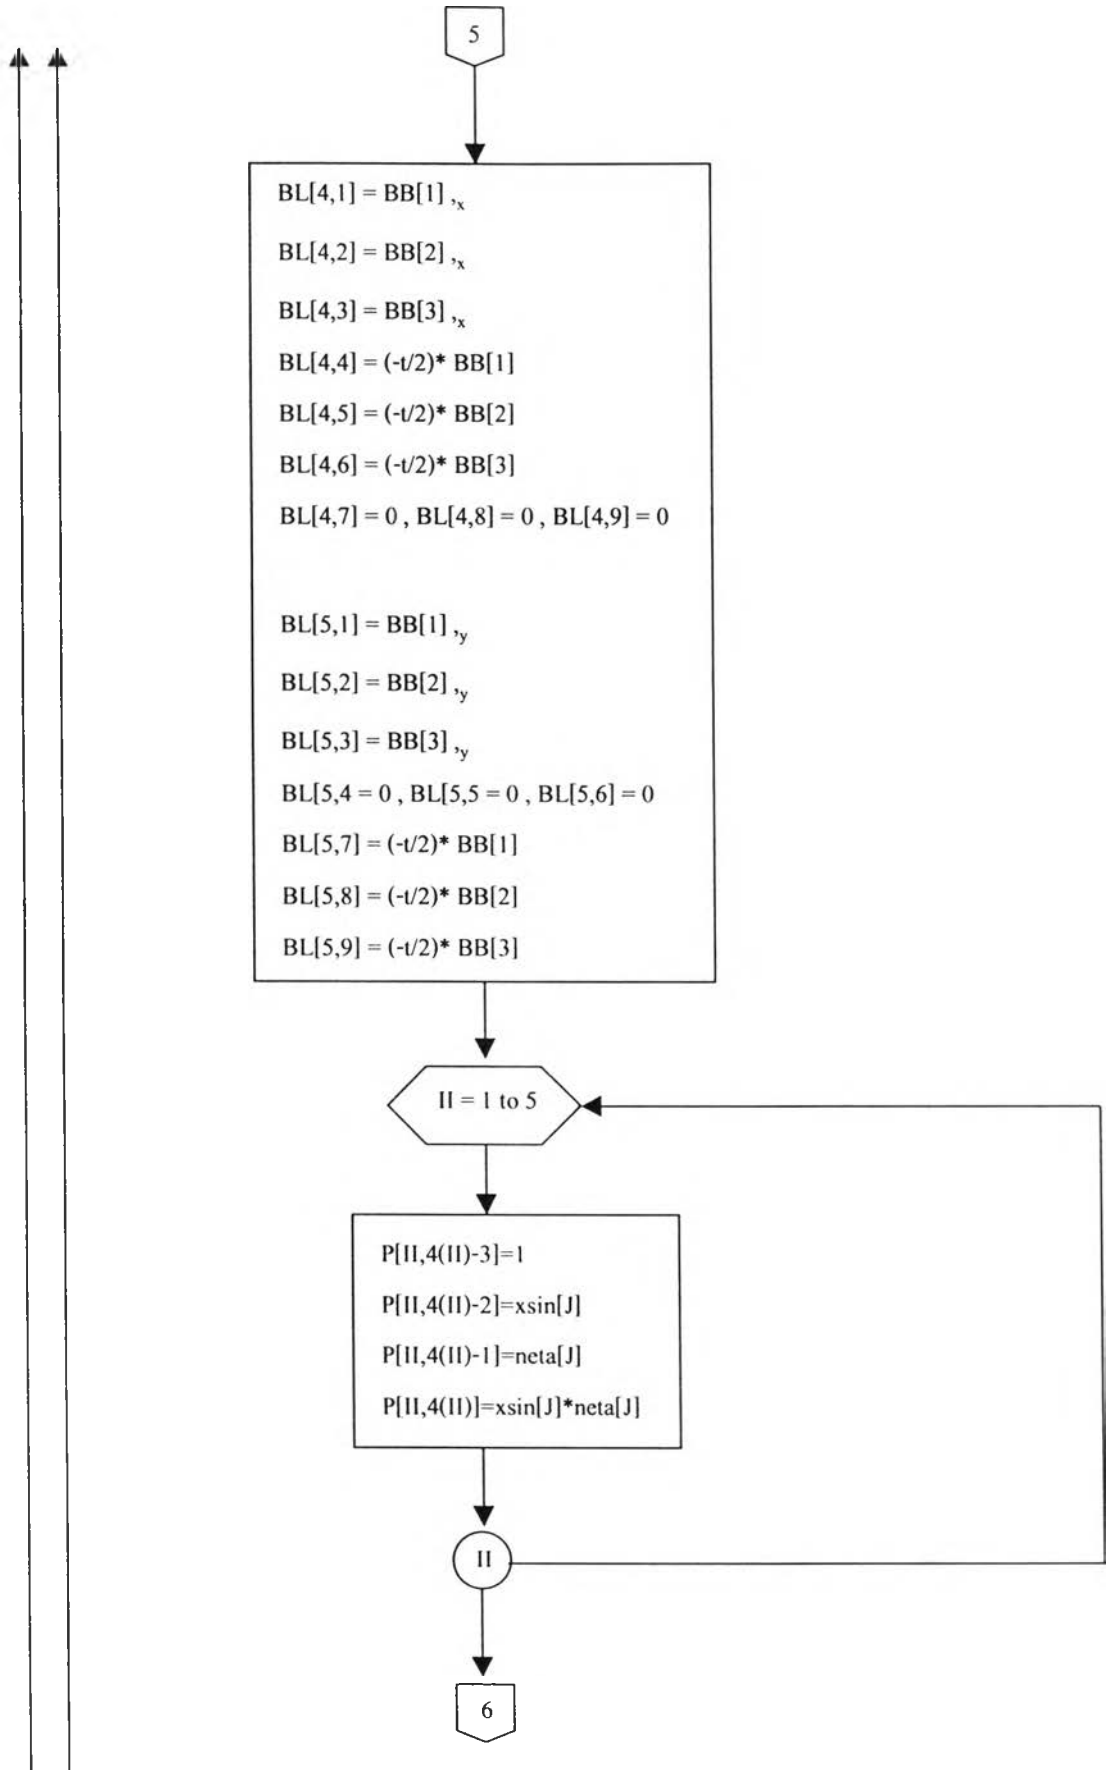 5
BL[4,1] = BB[1] ,x
BL[4,2] = BB[2] ,x
BL[4,3] = BB[3] ,x
BL[4,4] = (-t/2)* BB[1]
BL[4,5] = (-t/2)* BB[2]
BL[4,6] = (-t/2)* BB[3]
BL[4,7] = 0 , BL[4,8] = 0 , BL[4,9] = 0
BL[5,1] = BB[1] ,y
BL[5,2] = BB[2] ,y
BL[5,3] = BB[3] ,y
BL[5,4 = 0 , BL[5,5 = 0 , BL[5,6] = 0
BL[5,7] = (-t/2)* BB[1]
BL[5,8] = (-t/2)* BB[2]
BL[5,9] = (-t/2)* BB[3]
II = 1 to 5
P[II,4(II)-3]=1
P[II,4(II)-2]=xsin[J]
P[II,4(II)-1]=neta[J]
P[II,4(II)]=xsin[J]*neta[J]
II
6